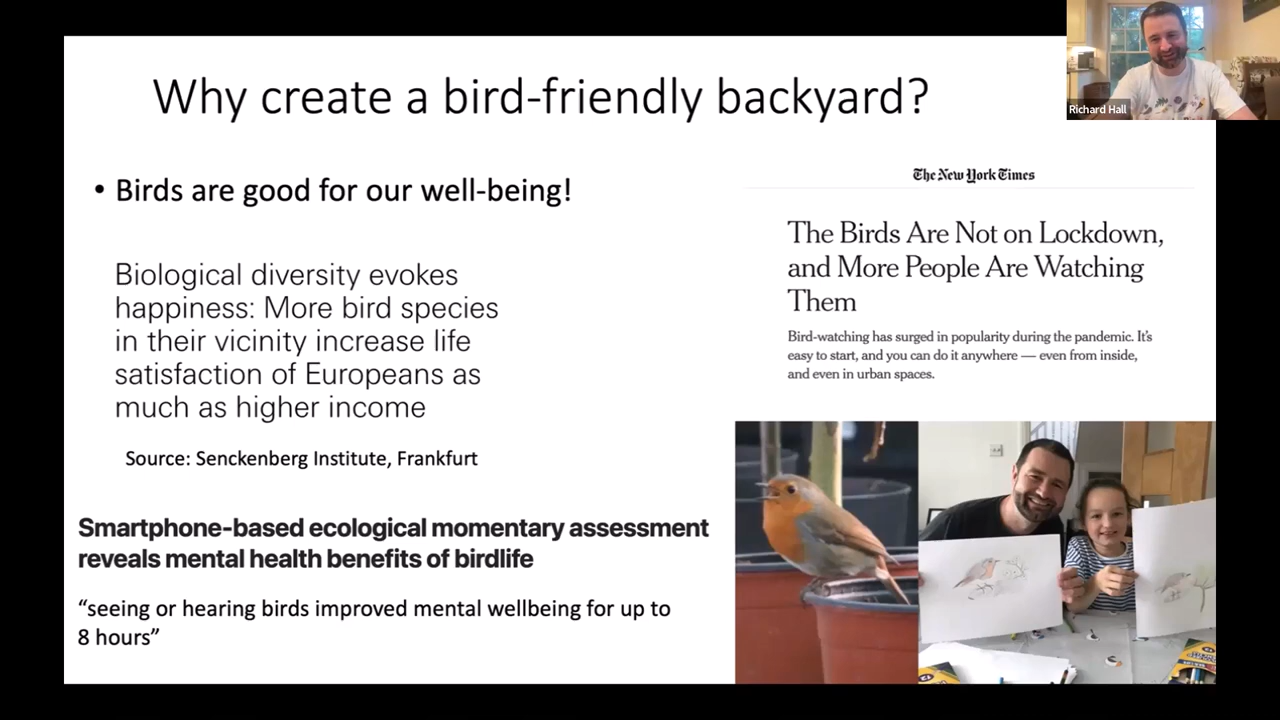 Why create a bird-friendly backyard?
Richard Hall
• Birds are good for our well-being!
Biological diversity evokes
happiness: More bird species
in their vicinity increase life
satisfaction of Europeans as
much as higher income
Source: Senckenberg Institute, Frankfurt
Smartphone-based ecological momentary assessment
reveals mental health benefits of birdlife
“seeing or hearing birds improved mental wellbeing for up to
8 hours”
The New York Times
The Birds Are Not on Lockdown,
and More People Are Watching
Them
Bird-watching has surged in popularity during the pandemic. It’s
easy to start, and you can do it anywhere — even from inside,
and even in urban spaces.